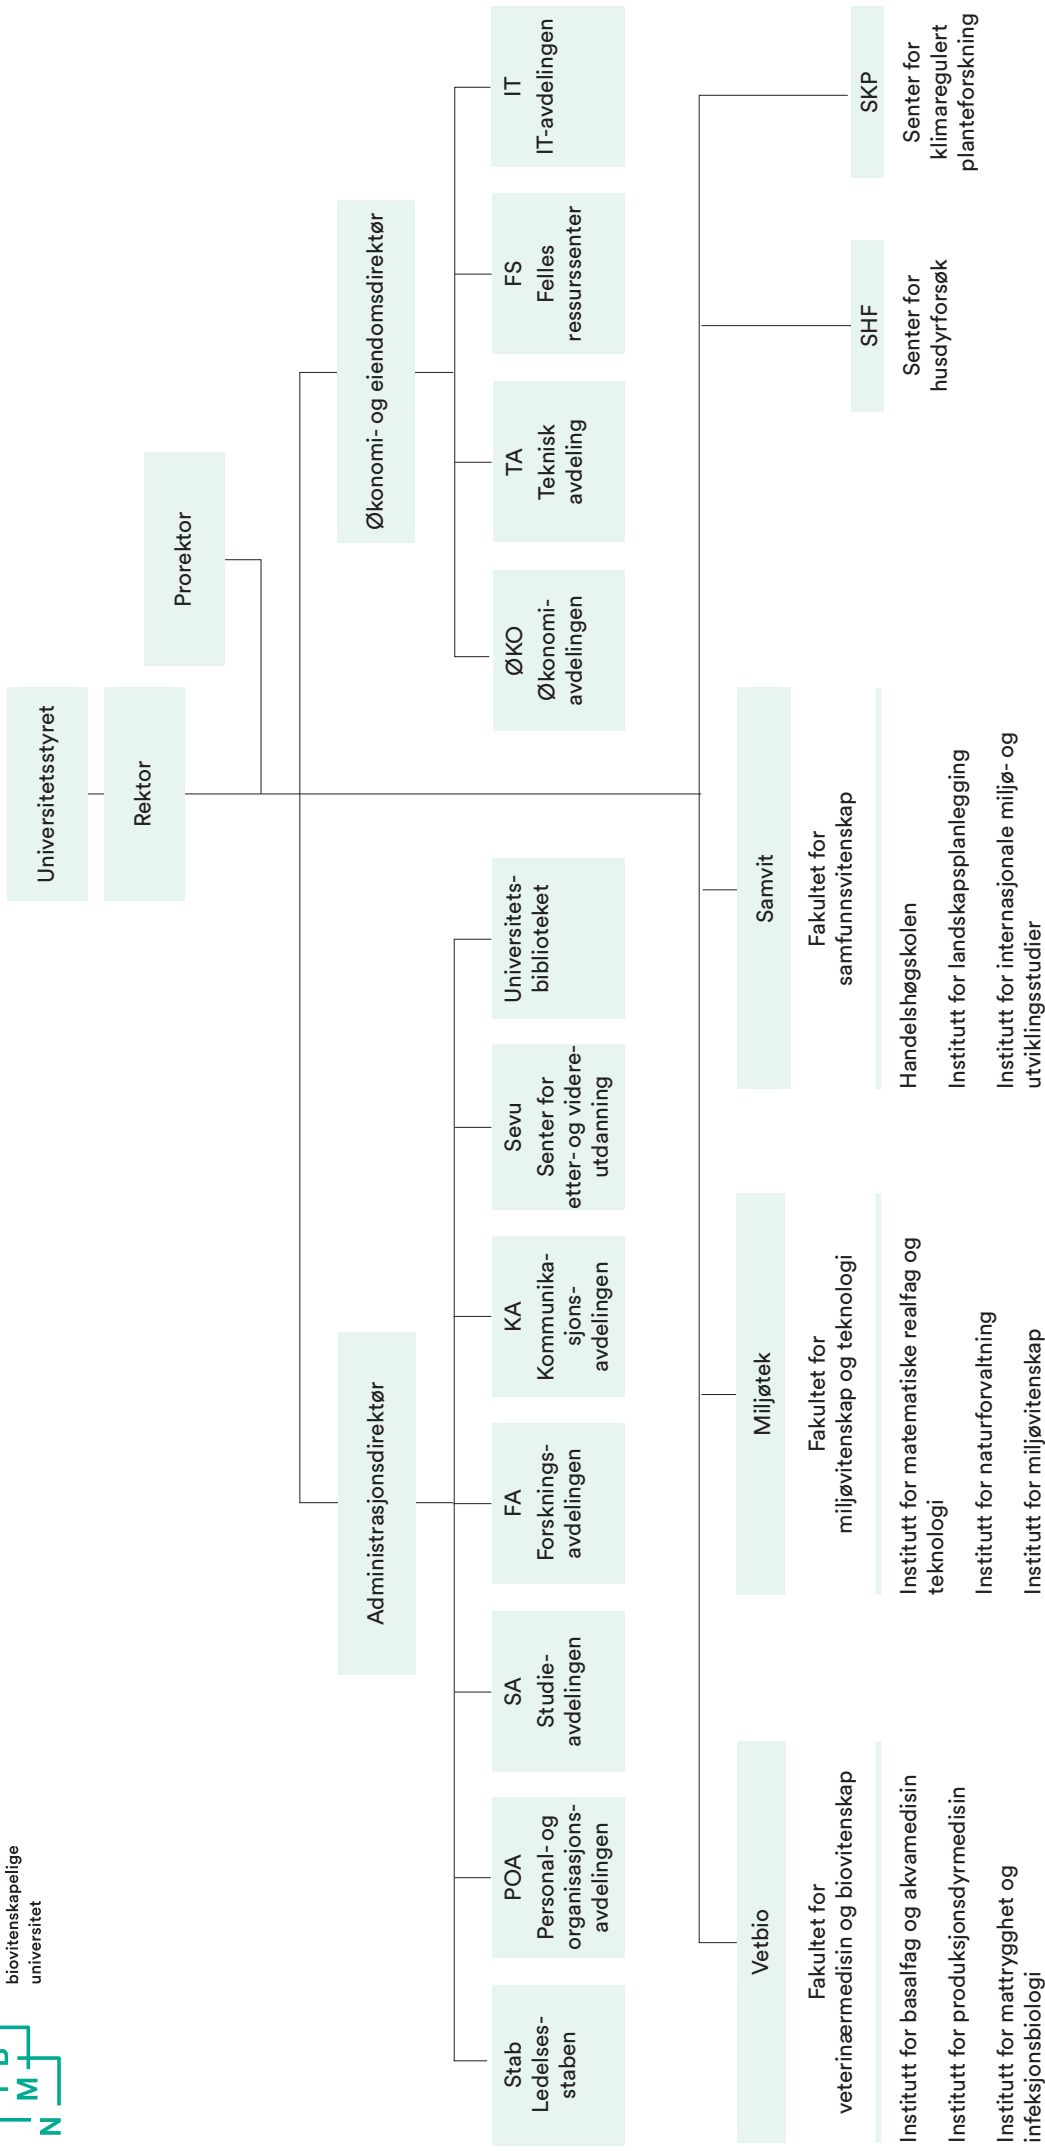 N M B
biovitenskapelige
universitet
Universitetsstyret
Rektor
Prorektor
Administrasjonsdirektør
Økonomi- og eiendomsdirektør
Stab
Ledelses-
staben
POA
Personal- og
organisasjons-
avdelingen
SA
Studie-
avdelingen
FA
Forsknings-
avdelingen
KA
Kommunika-
sjons-
avdelingen
Sevu
Senter for
etter- og videre-
utdanning
Universitets-
biblioteket
ØKO
Økonomi-
avdelingen
TA
Teknisk
avdeling
FS
Felles
ressurssenter
IT
IT-avdelingen
Vetbio
Fakultet for
veterinærmedisin og biovitenskap
Institutt for basalfag og akvamedisin
Institutt for produksjonsdyrmedisin
Institutt for mattrygghet og
infeksjonsbiologi
Miljøtek
Fakultet for
miljøvitenskap og teknologi
Institutt for matematiske realfag og
teknologi
Institutt for naturforvaltning
Institutt for miljøvitenskap
Samvit
Fakultet for
samfunnsvitenskap
Handelshøgskolen
Institutt for landskapsplanlegging
Institutt for internasjonale miljø- og
utviklingsstudier
SHF
Senter for
husdyrforsøk
SKP
Senter for
klimaregulert
planteforskning